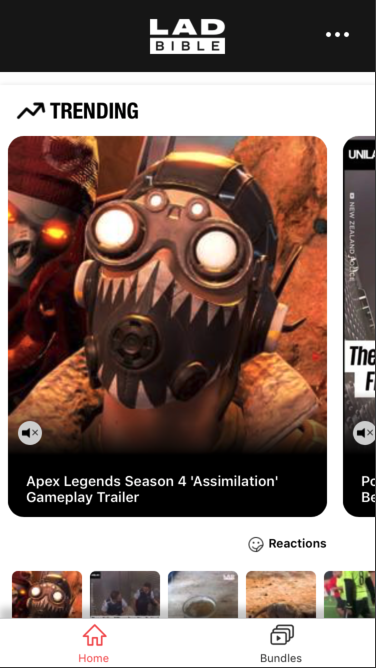 LAD
BIBLE
TRENDING
UNILA
NEW ZEALAND POLICE
The
F
Apex Legends Season 4 'Assimilation'
Gameplay Trailer
Po
Be
Reactions
Home
Bundles